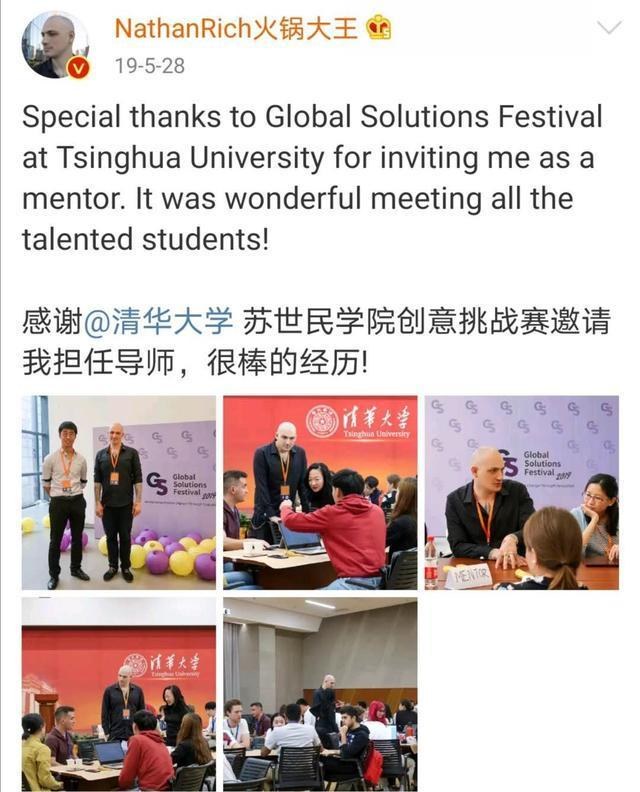 NathanRich火锅大王
19-5-28
Special thanks to Global Solutions Festival
at Tsinghua University for inviting me as a
mentor. It was wonderful meeting all the
talented students!
感谢@清华大学 苏世民学院创意挑战赛邀请
我担任导师，很棒的经历!
GS
Global
Solutions
Festival 2019
清华大学
Tsinghua University
GS
Global
Solutions
Festival 2019
MENTOR
清华大学
Tsinghua University